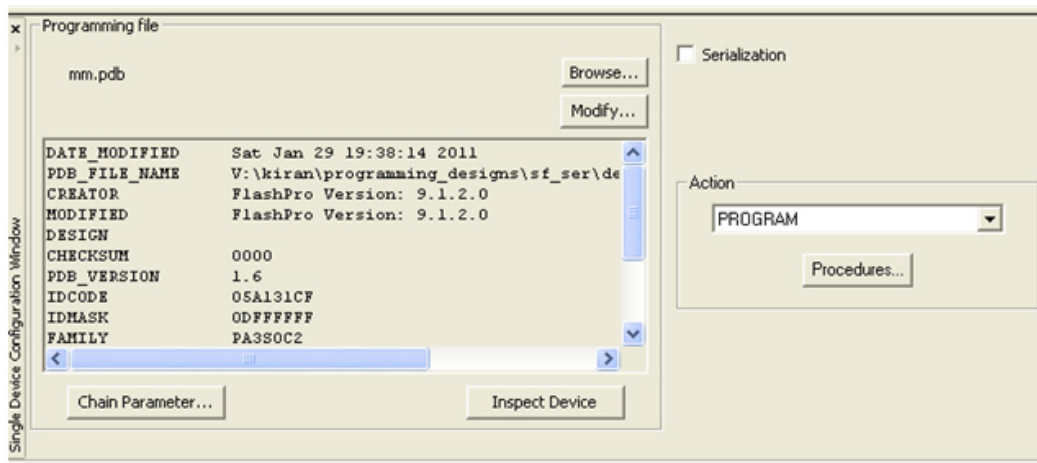 Programming file
mm.pdb
Browse...
Modify...
DATE_MODIFIED Sat Jan 29 19:38:14 2011
PDB_FILE_NAME V:\kiran\programming_designs\sf_ser\de
CREATOR FlashPro Version: 9.1.2.0
MODIFIED FlashPro Version: 9.1.2.0
DESIGN
CHECKSUM 0000
PDB_VERSION 1.6
IDCODE 05A131CF
IDMASK 0DFFFFFF
FAMILY PA3SOC2
Chain Parameter...
Inspect Device
Serialization
Action
PROGRAM
Procedures...
Single Device Configuration Window